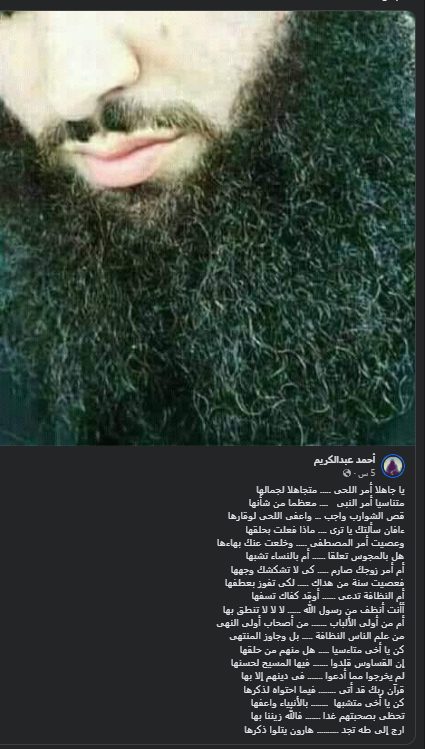 أحمد عبدالكريم
5 س ·
يا جاهلا أمر اللحى ..... متجاهلا لجمالها
متناسيا أمر النبى .... معظما من شأنها
قص الشوارب واجب ... واعفى اللحى لوقارها
ءافان سألتك يا ترى .... ماذا فعلت بحلقها
وعصيت أمر المصطفى ..... وخلعت عنك بهاءها
هل بالمجوس تعلقا ...... أم بالنساء تشبها
أم أمر زوجك صارم ..... كى لا تشكشك وجهها
فعصيت سنة من هداك ...... لكى تفوز بعطفها
أم النظافة تدعى ...... أوقد كفاك تسفها
أأنت أنظف من رسول الله ...... لا لا لا تنطق بها
أم من أولى الألباب ....... من أصحاب أولى النهى
من علم الناس النظافة ..... بل وجاوز المنتهى
كن يا أخى متاءسيا ..... هل منهم من حلقها
إن القساوس قلدوا ....... فيها المسيح لحسنها
لم يخرجوا مما أدعوا ....... فى دينهم إلا بها
قرآن ربك قد أتى ........ فيما احتواه لذكرها
كن يا أخى متشبها ........ بالأنبياء واعفها
تحظى بصحبتهم غدا ....... فالله زيننا بها
ارج إلى طه تجد .......... هارون يتلوا ذكرها